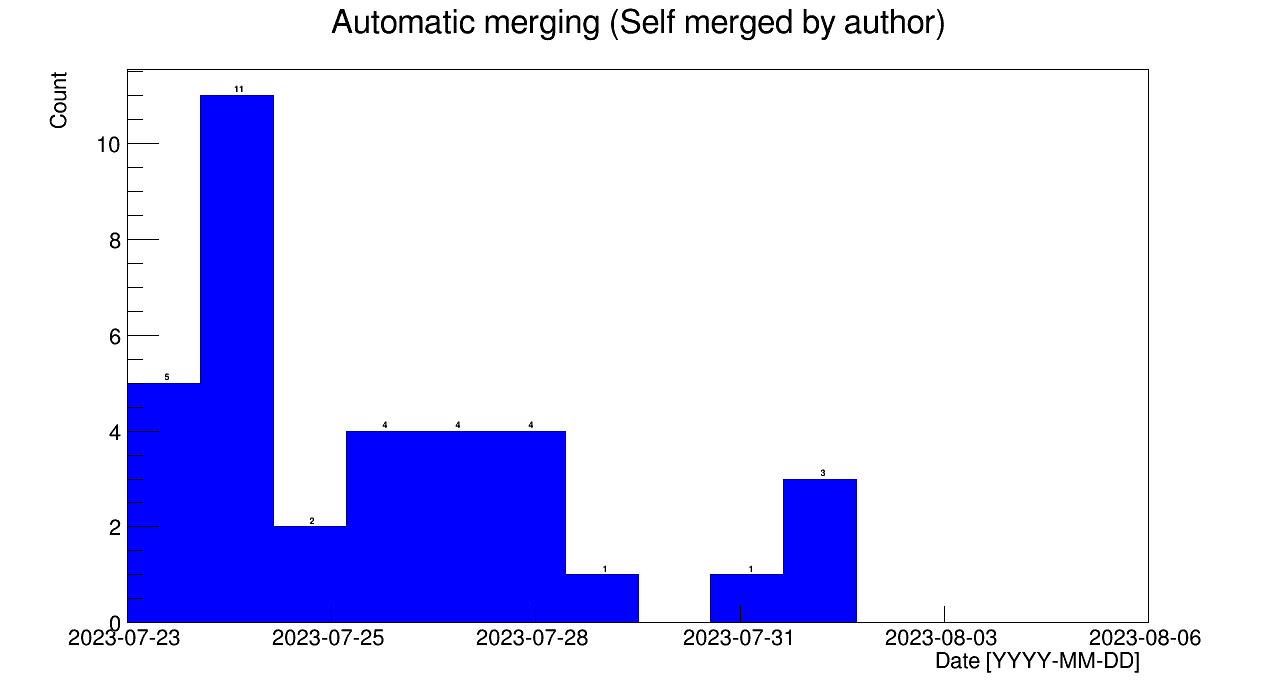 Automatic merging (Self merged by author)
Count
11
10
8
6
5
4
4 4 4
3
2
2
1 1
0
2023-07-23 2023-07-25 2023-07-28 2023-07-31 2023-08-03 2023-08-06
Date [YYYY-MM-DD]